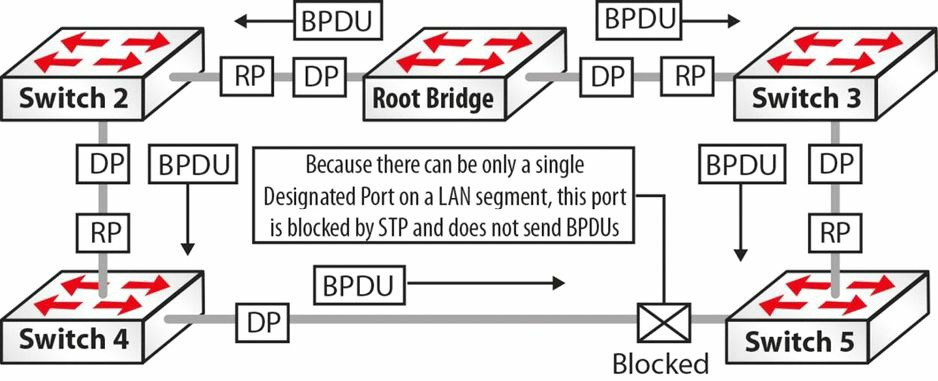 BPDU
BPDU
RP
DP
DP
RP
Switch 2
Root Bridge
Switch 3
DP
BPDU
Because there can be only a single
Designated Port on a LAN segment, this port
is blocked by STP and does not send BPDUs
BPDU
DP
RP
RP
BPDU
Switch 4
DP
Switch 5
Blocked